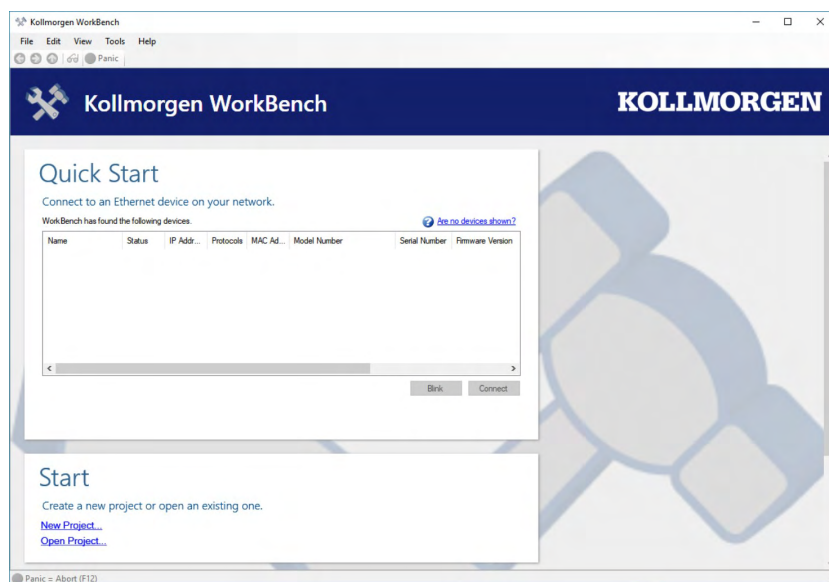 Kollmorgen WorkBench
File Edit View Tools Help
Panic
Kollmorgen WorkBench
KOLLMORGEN
Quick Start
Connect to an Ethernet device on your network.
WorkBench has found the following devices.
Are no devices shown?
Name Status IP Addr... Protocols MAC Ad... Model Number Serial Number Firmware Version
Blink Connect
Start
Create a new project or open an existing one.
New Project...
Open Project...
Panic = Abort (F12)